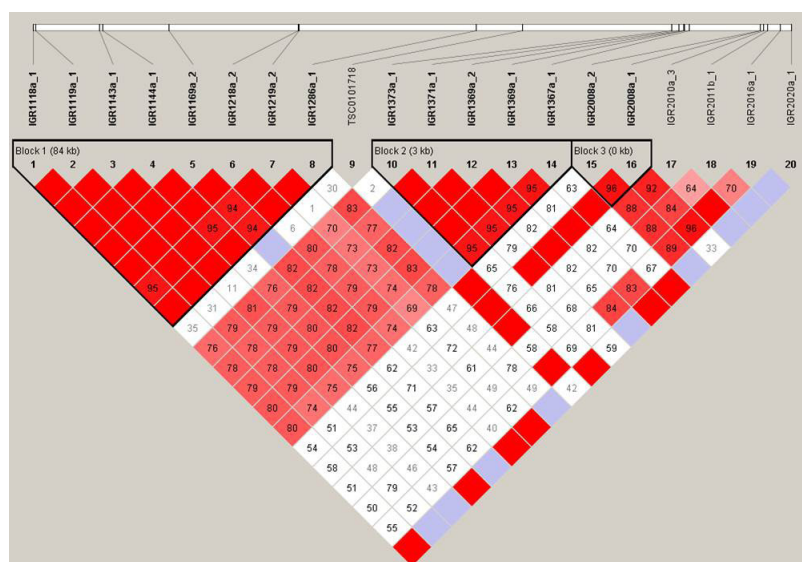 IGR1118a_1
IGR1119a_1
IGR1143a_1
IGR1144a_1
IGR1169a_2
IGR1218a_2
IGR1219a_2
IGR1286a_1
TSC0101718
IGR1373a_1
IGR1371a_1
IGR1369a_2
IGR1369a_1
IGR1367a_1
IGR2008a_2
IGR2008a_1
IGR2010a_3
IGR2011b_1
IGR2016a_1
IGR2020a_1
Block 1 (84 kb) Block 2 (3 kb) Block 3 (0 kb)
1 2 3 4 5 6 7 8 9 10 11 12 13 14 15 16 17 18 19 20
30 2 95 63 96 92 64 70
94 1 83 95 81 88 84
95 94 6 70 77 95 82 64 88 96
80 73 82 95 79 82 70 89 33
34 82 78 73 83 65 82 70 67
95 11 76 82 79 74 78 76 81 65 83
31 81 79 82 79 69 47 66 68 84
35 79 79 80 82 74 63 48 58 81
76 78 79 80 77 42 72 44 58 69 59
78 78 80 79 62 33 61 78
79 79 75 56 71 35 49 49 42
80 74 44 55 57 44 62
80 51 37 53 65 40
54 53 38 54 62
58 48 46 57
51 79 43
50 52
55